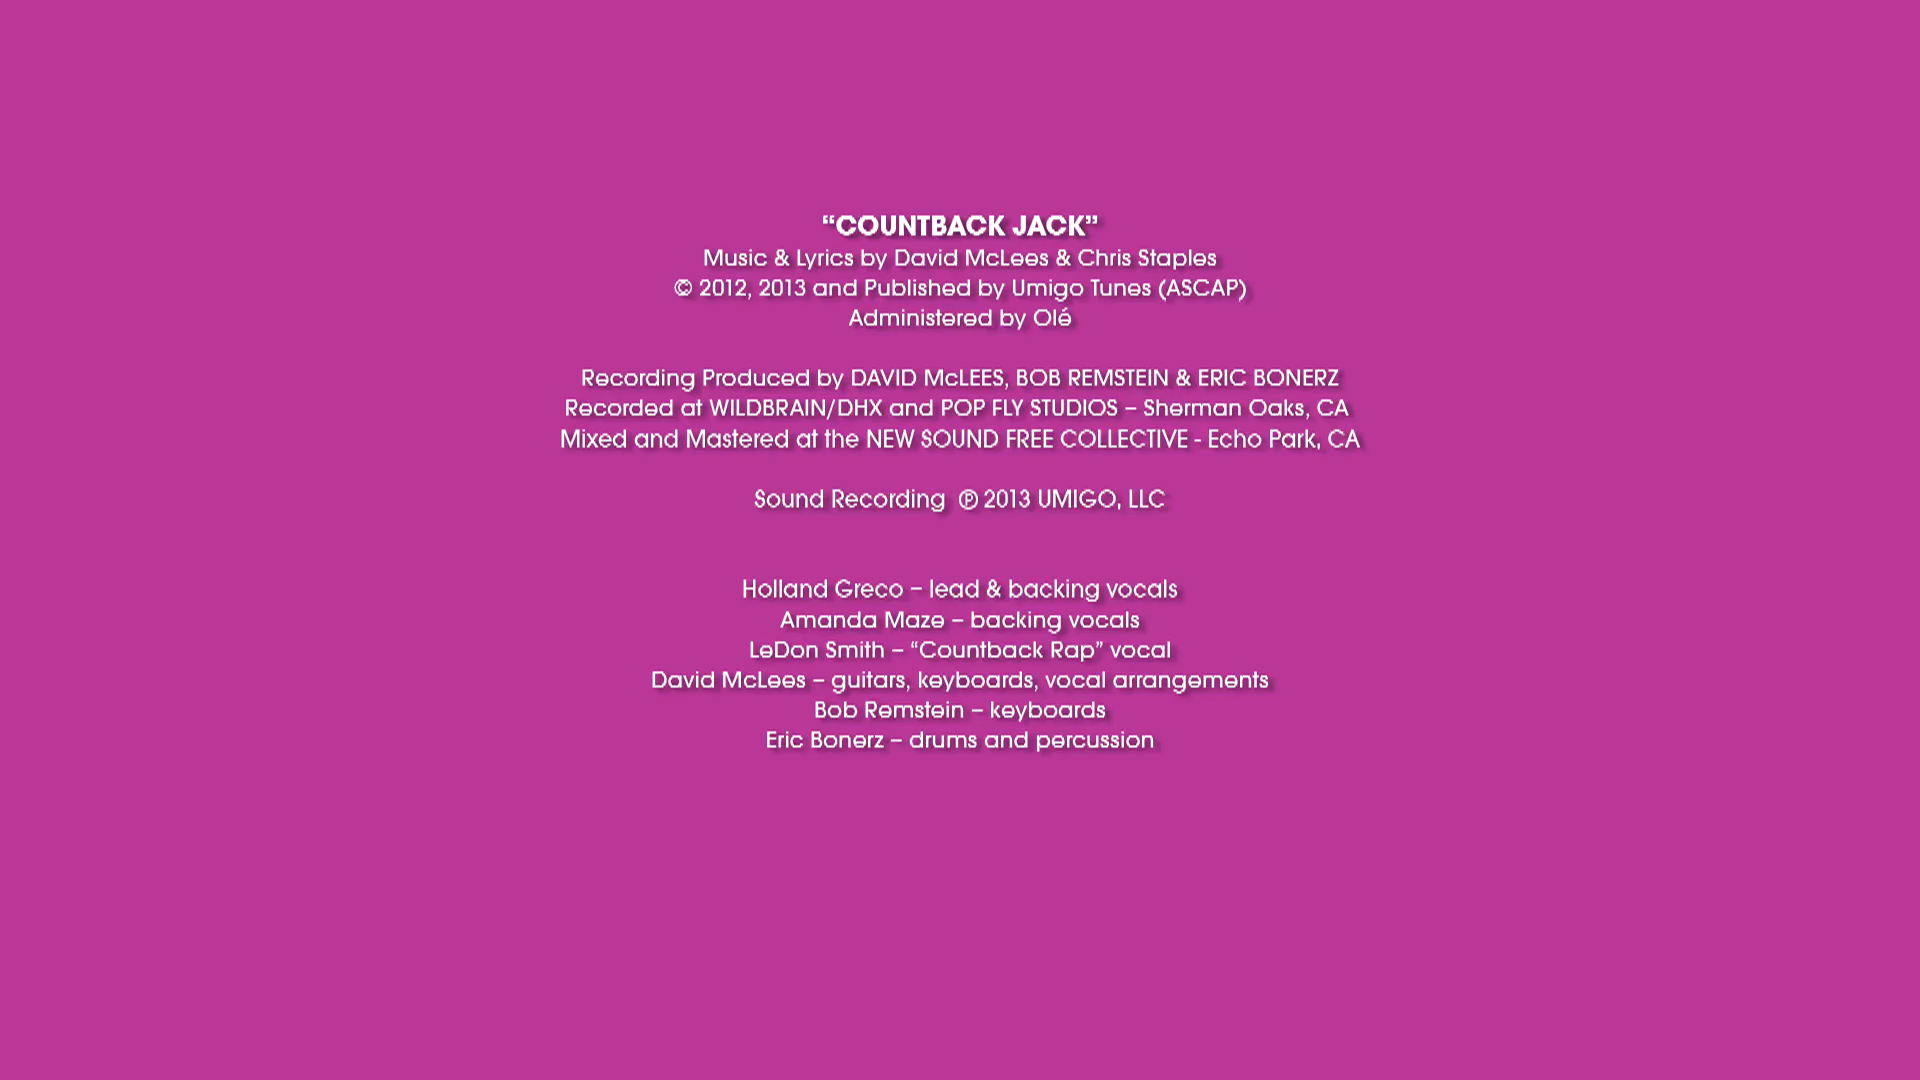 “COUNTBACK JACK”
Music & Lyrics by David McLees & Chris Staples
© 2012, 2013 and Published by Umigo Tunes (ASCAP)
Administered by Olé
Recording Produced by DAVID McLEES, BOB REMSTEIN & ERIC BONERZ
Recorded at WILDBRAIN/DHX and POP FLY STUDIOS – Sherman Oaks, CA
Mixed and Mastered at the NEW SOUND FREE COLLECTIVE - Echo Park, CA
Sound Recording ℗ 2013 UMIGO, LLC
Holland Greco – lead & backing vocals
Amanda Maze – backing vocals
LeDon Smith – “Countback Rap” vocal
David McLees – guitars, keyboards, vocal arrangements
Bob Remstein – keyboards
Eric Bonerz – drums and percussion